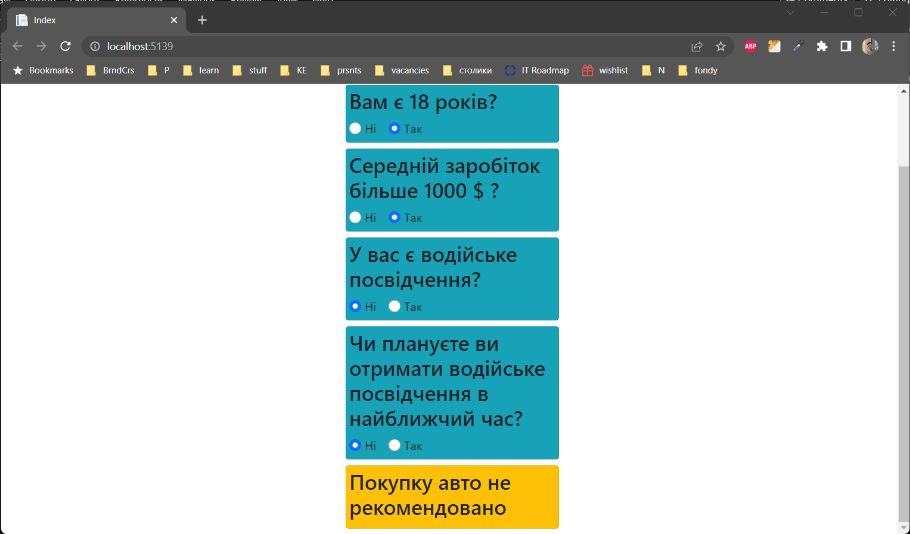 Index
localhost:5139
ABP
Bookmarks BrndCrs P learn stuff KE prsnts vacancies столики IT Roadmap wishlist N fondy
Вам є 18 років?
Ні Так
Середній заробіток
більше 1000 $ ?
Ні Так
У вас є водійське
посвідчення?
Ні Так
Чи плануєте ви
отримати водійське
посвідчення в
найближчий час?
Ні Так
Покупку авто не
рекомендовано